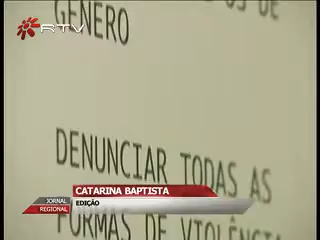 RTV
GÉNERO
DENUNCIAR TODAS AS
CATARINA BAPTISTA
JORNAL
REGIONAL
EDIÇÃO
FORMAS DE VIOLÊNCIA